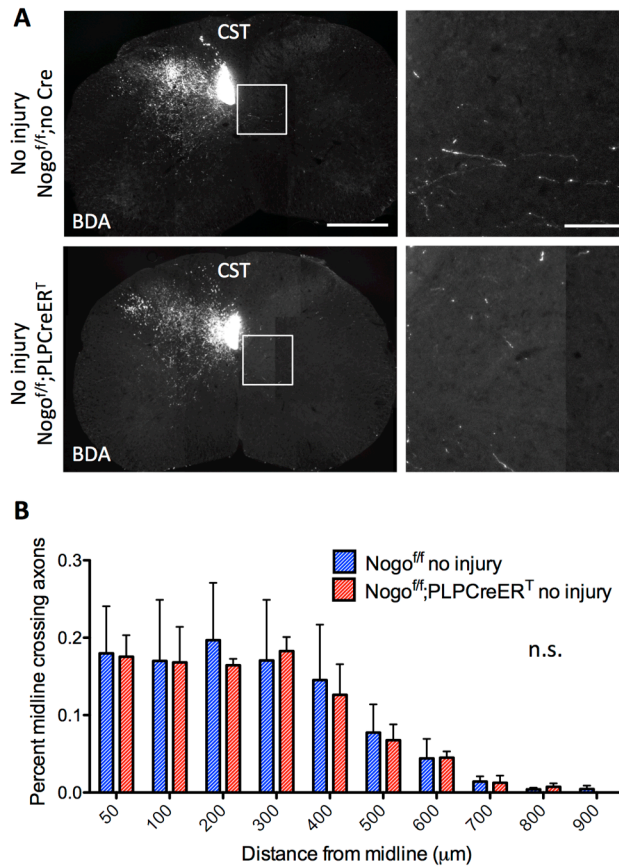 A
No injury
Nogo^f/f;no Cre
CST
BDA
No injury
Nogo^f/f;PLPCreER^T
CST
BDA
B
Percent midline crossing axons
0.3
0.2
0.1
0.0
Nogo^f/f no injury
Nogo^f/f;PLPCreER^T no injury
n.s.
50 100 200 300 400 500 600 700 800 900
Distance from midline (μm)